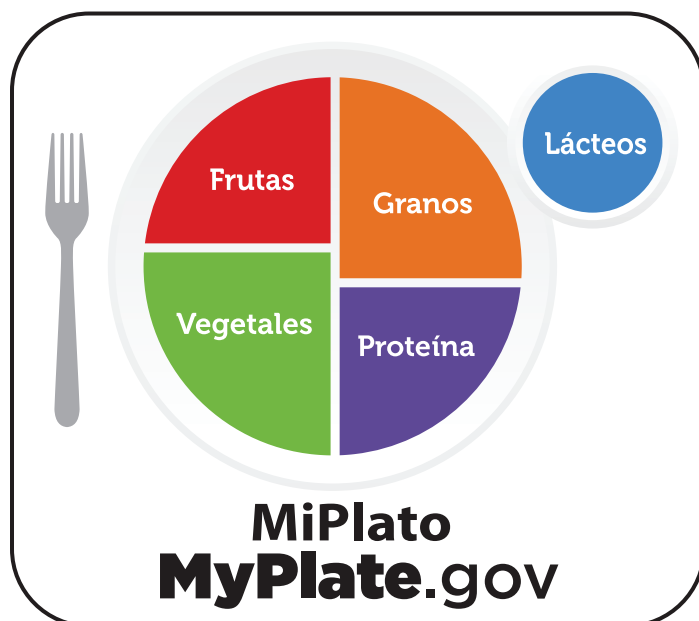 Frutas
Granos
Lácteos
Vegetales
Proteína
MiPlato
MyPlate.gov